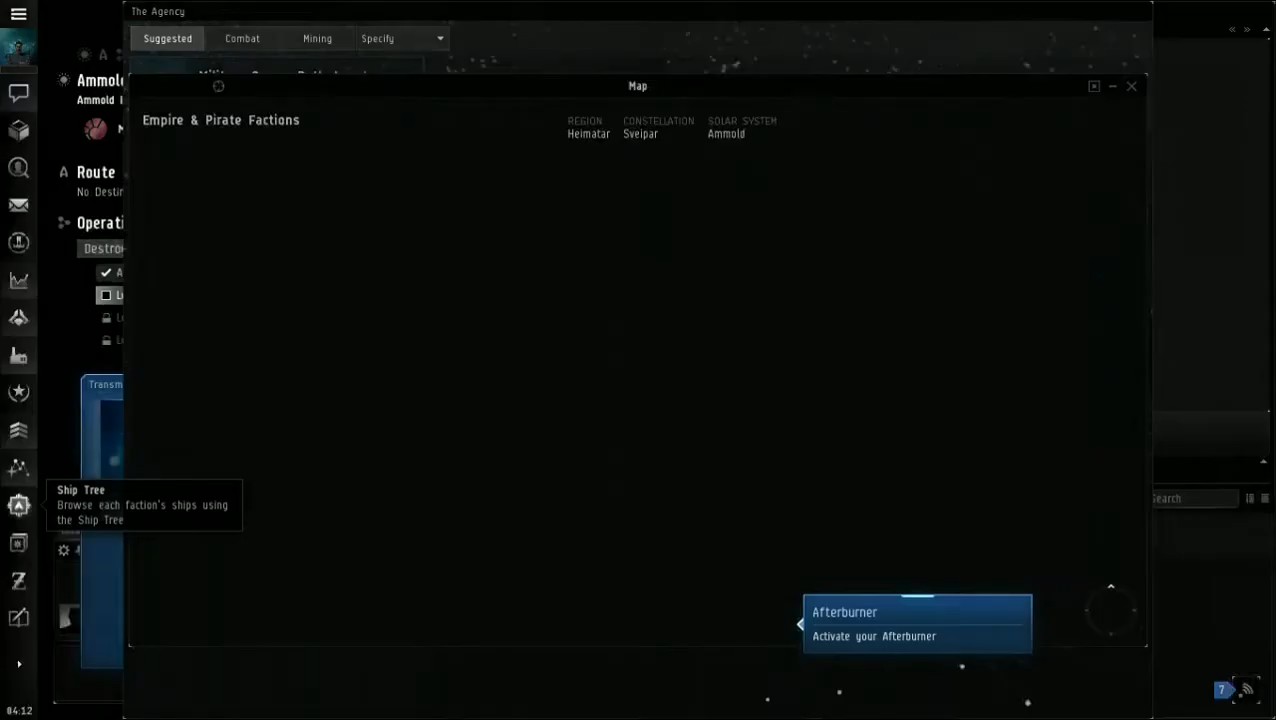 The Agency
Suggested
Combat
Mining
Specify
Map
Empire & Pirate Factions
REGION
Heimatar
CONSTELLATION
Sveipar
SOLAR SYSTEM
Ammold
Ammold
Ammold
Route
No Destin
Operati
Destro
Transm
Ship Tree
Browse each faction's ships using
the Ship Tree
Search
Afterburner
Activate your Afterburner
7
04:12